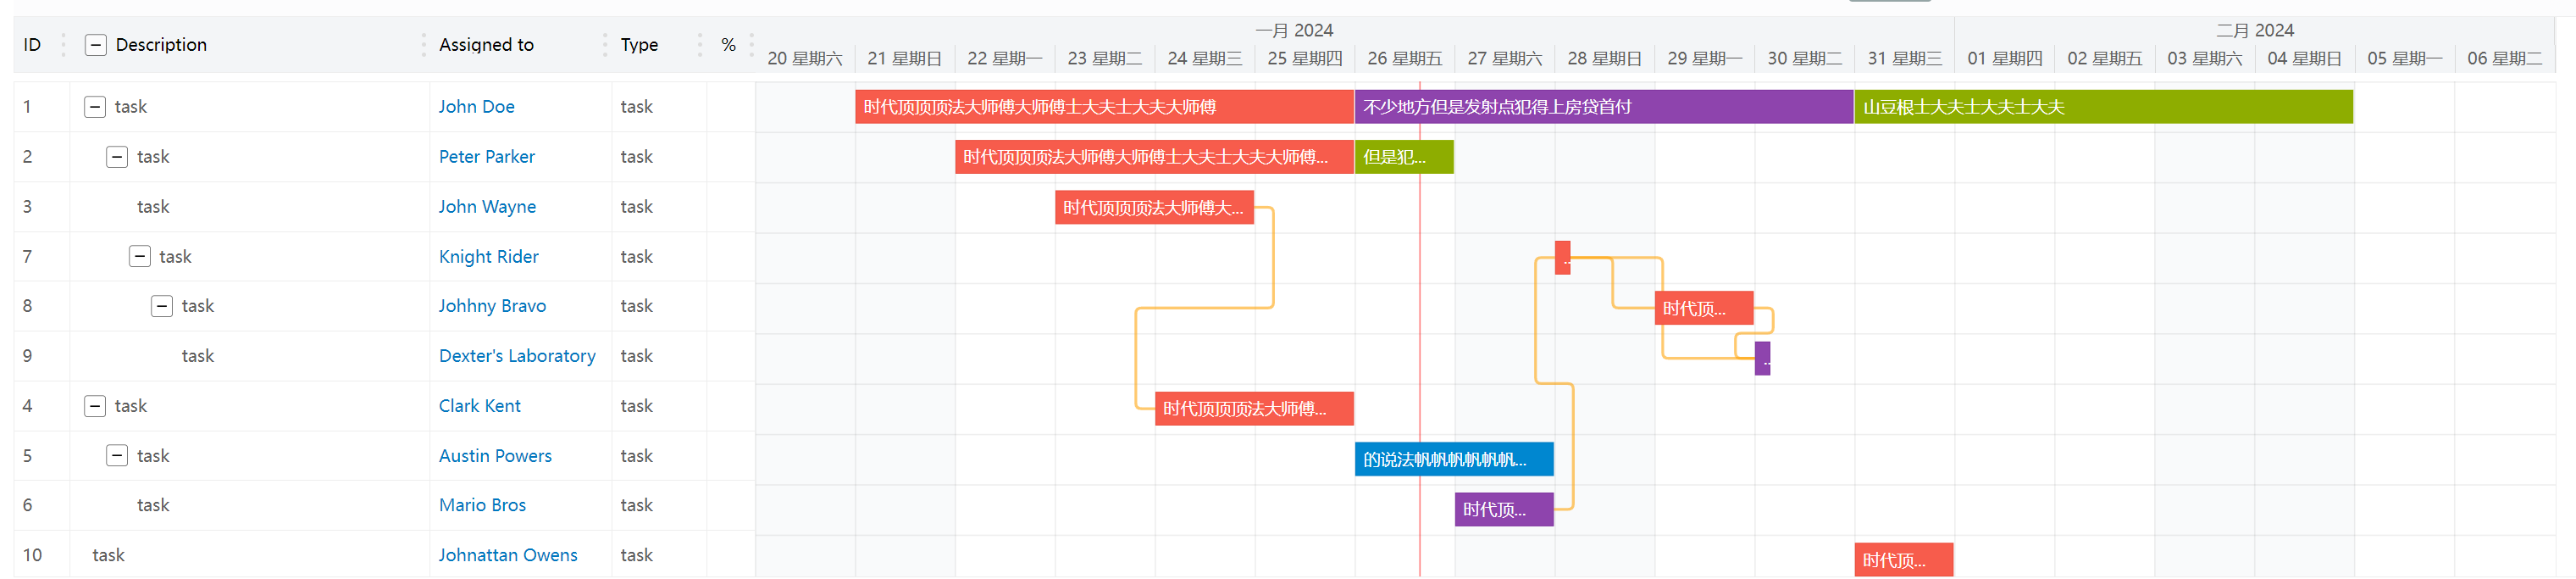 一月 2024 二月 2024
ID Description Assigned to Type %
20 星期六 21 星期日 22 星期一 23 星期二 24 星期三 25 星期四 26 星期五 27 星期六 28 星期日 29 星期一 30 星期二 31 星期三 01 星期四 02 星期五 03 星期六 04 星期日 05 星期一 06 星期二
1 task John Doe task 时代顶顶顶法大师傅大师傅士大夫士大夫大师傅 不少地方但是发射点犯得上房贷首付 山豆根士大夫士大夫士大夫
2 task Peter Parker task 时代顶顶顶法大师傅大师傅士大夫士大夫大师傅... 但是犯...
3 task John Wayne task 时代顶顶顶法大师傅大...
7 task Knight Rider task ..
8 task Johhny Bravo task 时代顶...
9 task Dexter's Laboratory task ..
4 task Clark Kent task 时代顶顶顶法大师傅...
5 task Austin Powers task 的说法帆帆帆帆帆帆...
6 task Mario Bros task 时代顶...
10 task Johnattan Owens task 时代顶...